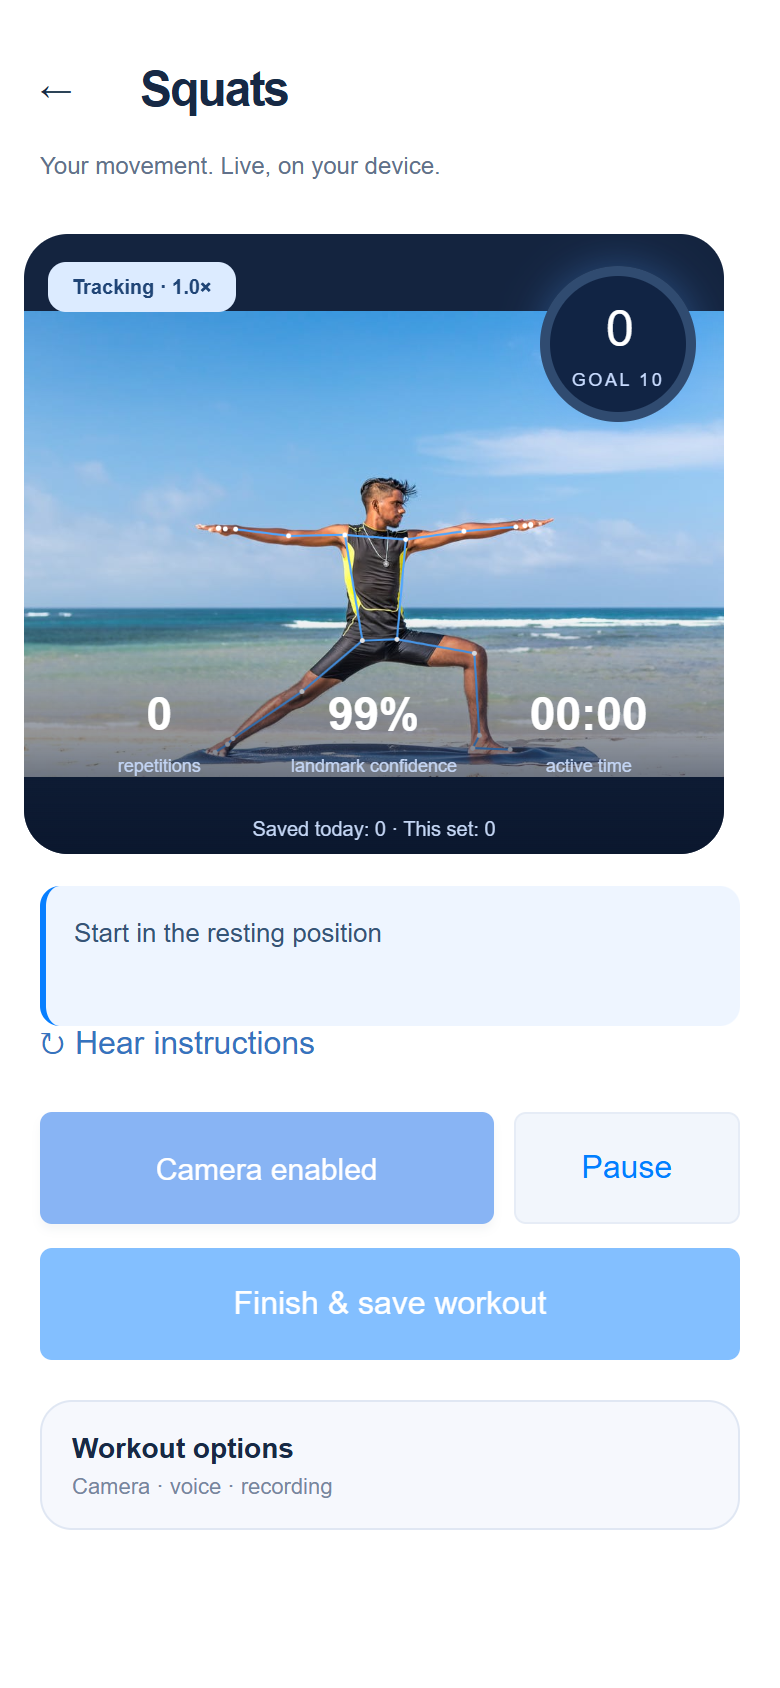 ← Squats
Your movement. Live, on your device.
Tracking · 1.0×
0
GOAL 10
0 99% 00:00
repetitions landmark confidence active time
Saved today: 0 · This set: 0
Start in the resting position
↻ Hear instructions
Camera enabled Pause
Finish & save workout
Workout options
Camera · voice · recording